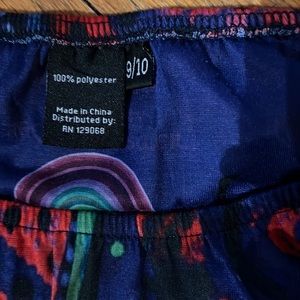 100% polyester
9/10
Made in China
Distributed by:
RN 129068